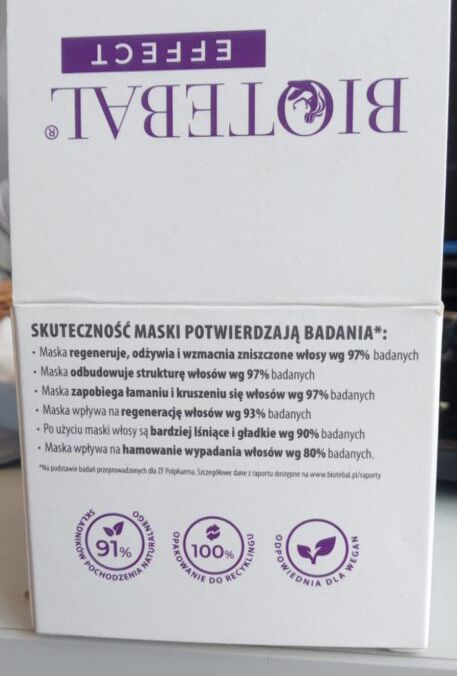 BIOTEBAL®
EFFECT
SKUTECZNOŚĆ MASKI POTWIERDZAJĄ BADANIA*:
• Maska regeneruje, odżywia i wzmacnia zniszczone włosy wg 97% badanych
• Maska odbudowuje strukturę włosów wg 97% badanych
• Maska zapobiega łamaniu i kruszeniu się włosów wg 97% badanych
• Maska wpływa na regenerację włosów wg 93% badanych
• Po użyciu maski włosy są bardziej lśniące i gładkie wg 90% badanych
• Maska wpływa na hamowanie wypadania włosów wg 80% badanych.
*Na podstawie badań przeprowadzonych dla ZF Polpharma. Szczegółowe dane z raportu dostępne na www.biotebal.pl/raporty
91%
SKŁADNIKÓW POCHODZENIA NATURALNEGO
100%
OPAKOWANIE DO RECYKLINGU
ODPOWIEDNIA DLA WEGAN